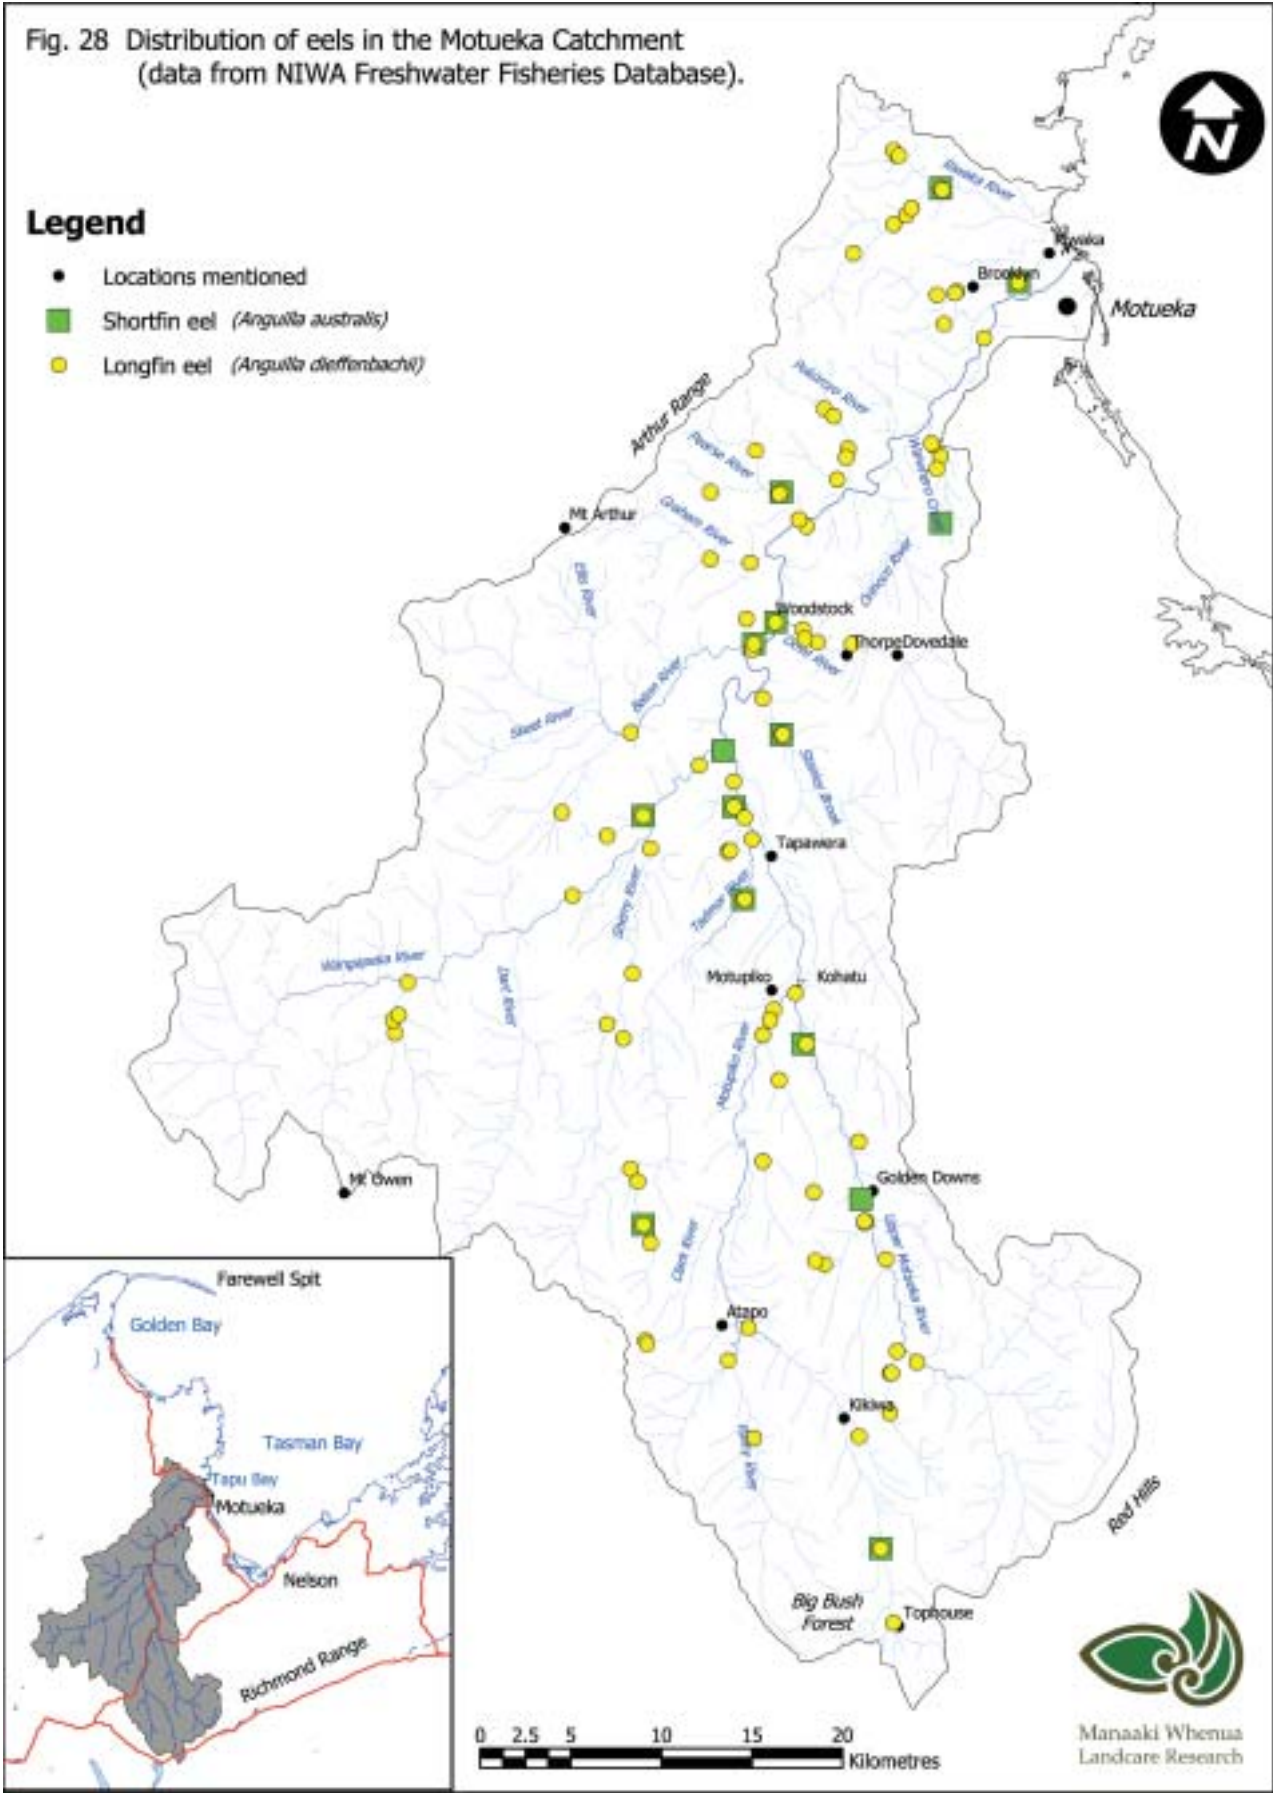 Fig. 28 Distribution of eels in the Motueka Catchment
(data from NIWA Freshwater Fisheries Database).
N
Legend
Locations mentioned
Shortfin eel (Anguilla australis)
Longfin eel (Anguilla dieffenbachii)
Riwaka River
Brooklyn
Motueka
Arthur Range
Pokororo River
Pearse River
Graham River
Mt Arthur
Ellis River
Orinoco River
Woodstock
Thorpe
Dovedale
Dove River
Baton River
Skeet River
Stanley Brook
Tapawera
Sherry River
Tadmor River
Wangapeka River
Dart River
Motupiko
Kohatu
Motupiko River
Mt Owen
Golden Downs
Clark River
Upper Motueka River
Atapo
Kikiwa
Rainy River
Red Hills
Big Bush
Forest
Tophouse
Farewell Spit
Golden Bay
Tasman Bay
Tapu Bay
Motueka
Nelson
Richmond Range
0 2.5 5 10 15 20
Kilometres
Manaaki Whenua
Landcare Research